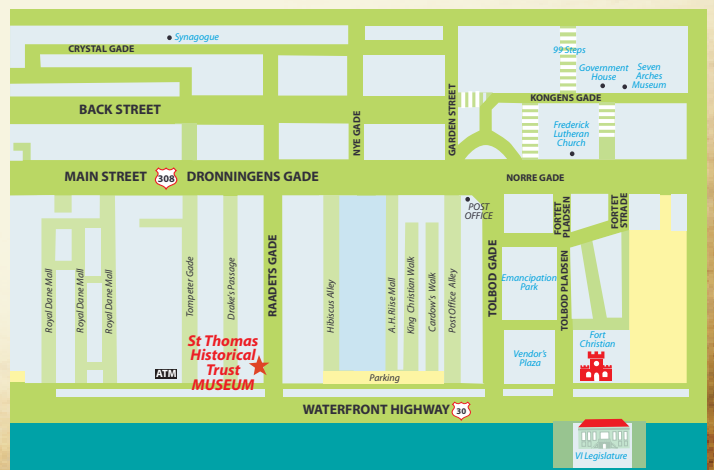 Synagogue
CRYSTAL GADE
99 Steps
Government
House
Seven
Arches
Museum
BACK STREET
KONGENS GADE
NYE GADE
GARDEN STREET
Frederick
Lutheran
Church
MAIN STREET 308 DRONNINGENS GADE
NORRE GADE
POST
OFFICE
FORTET
PLADSEN
FORTET
STRADE
Royal Dane Mall
Royal Dane Mall
Royal Dane Mall
Tompeter Gade
Drake's Passage
RAADETS GADE
Hibiscus Alley
A.H.Riise Mall
King Christian Walk
Cardow's Walk
Post Office Alley
TOLBOD GADE
TOLBOD PLADSEN
Emancipation
Park
St Thomas
Historical
Trust
MUSEUM
ATM
Vendor's
Plaza
Fort
Christian
Parking
WATERFRONT HIGHWAY 30
VI Legislature